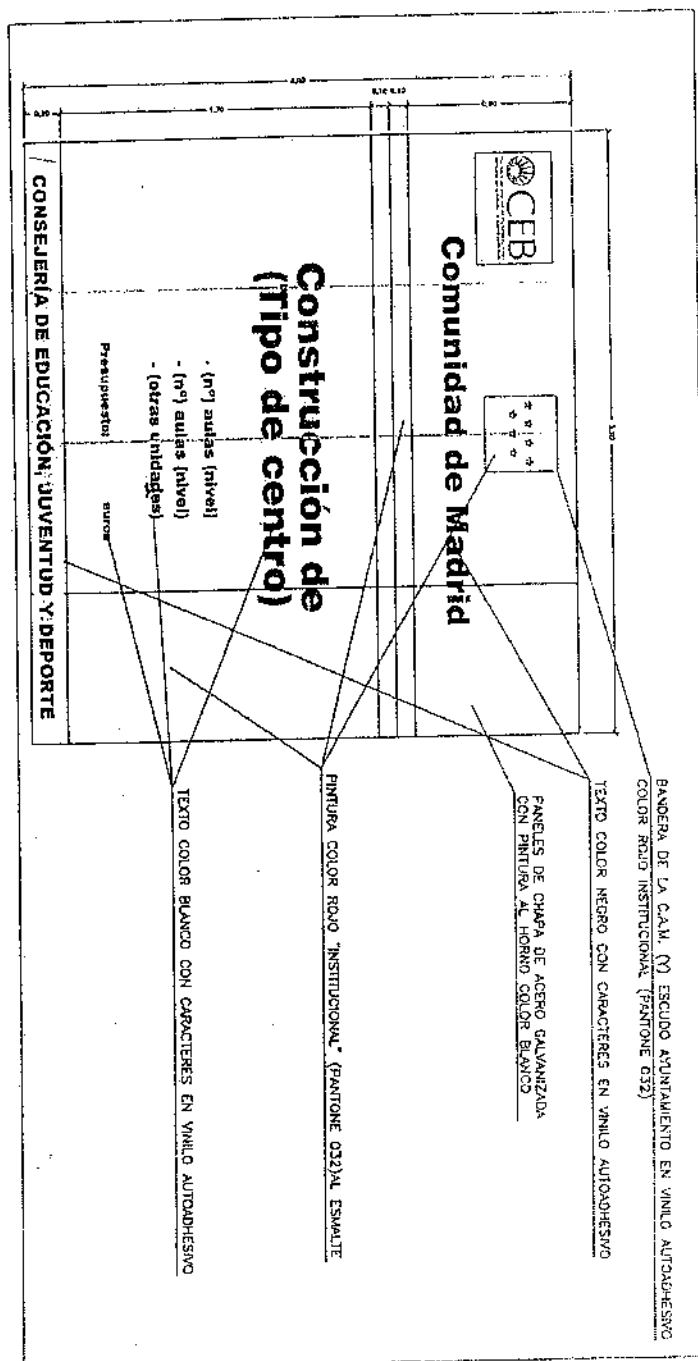 CEB
Comunidad de Madrid
Construcción de
(Tipo de centro)
- (nº) aulas (nivel)
- (nº) aulas (nivel)
- (otras unidades)
Presupuesto: euros
CONSEJERÍA DE EDUCACIÓN JUVENTUD Y DEPORTE
BANDERA DE LA C.A.M. (Y) ESCUDO AYUNTAMIENTO EN VINILO AUTOADHESIVO
COLOR ROJO INSTITUCIONAL (PANTONE 032)
TEXTO COLOR NEGRO CON CARACTERES EN VINILO AUTOADHESIVO
PANELES DE CHAPA DE ACERO GALVANIZADA
CON PINTURA AL HORNO COLOR BLANCO
PINTURA COLOR ROJO "INSTITUCIONAL" (PANTONE 032)AL ESMALTE
TEXTO COLOR BLANCO CON CARACTERES EN VINILO AUTOADHESIVO